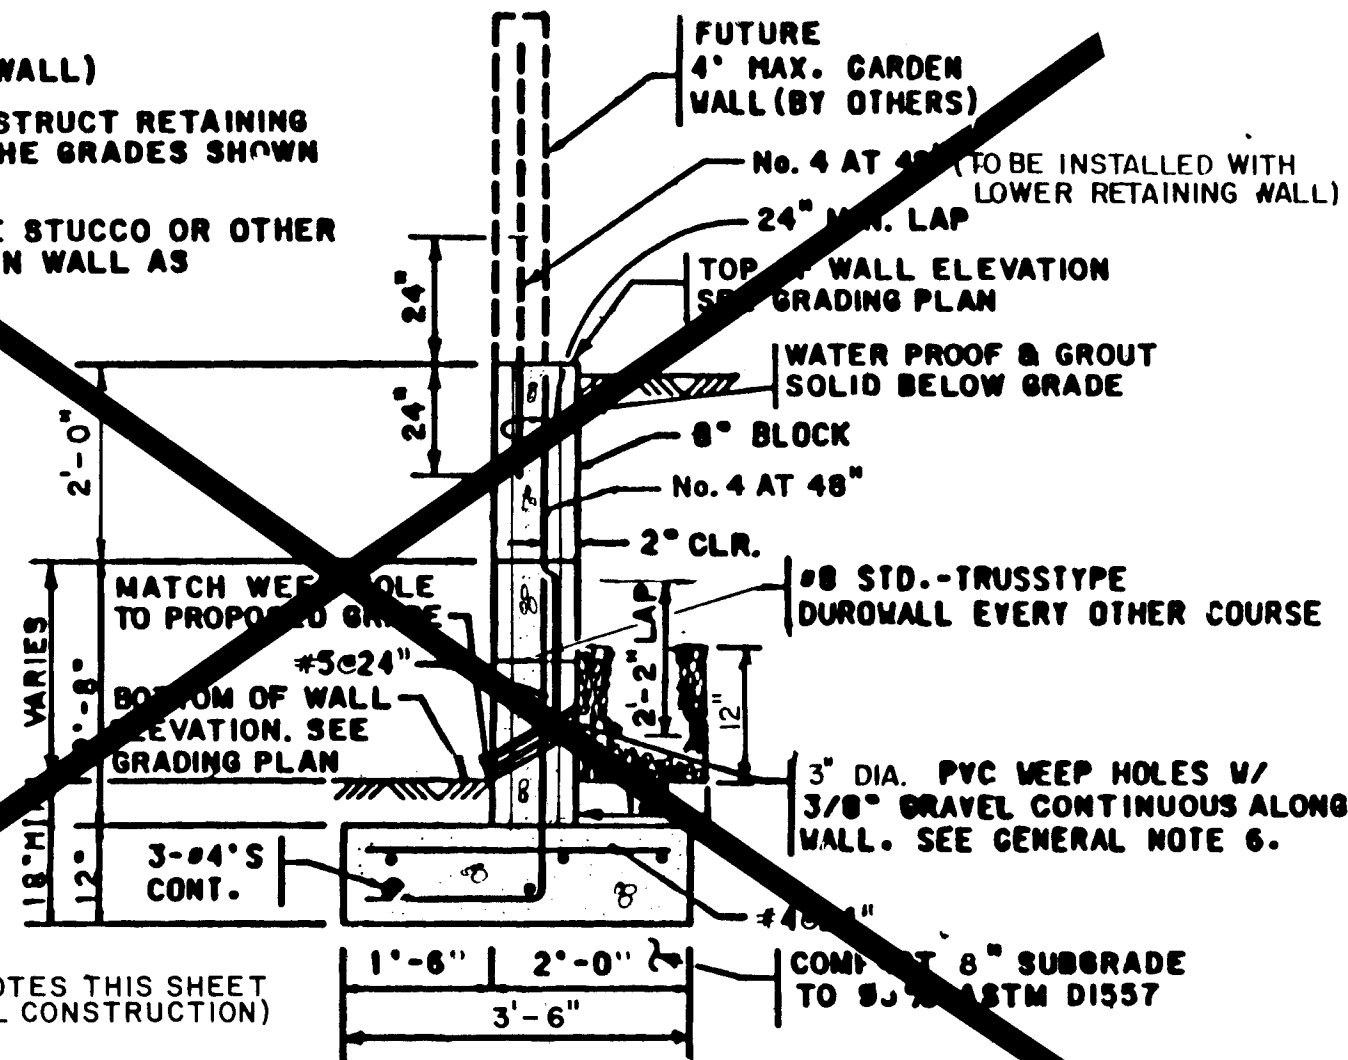 WALL)
STRUCT RETAINING
HE GRADES SHOWN
E STUCCO OR OTHER
N WALL AS
FUTURE
4' MAX. GARDEN
WALL (BY OTHERS)
No. 4 AT (TO BE INSTALLED WITH
LOWER RETAINING WALL)
24" LAP
TOP WALL ELEVATION
GRADING PLAN
WATER PROOF & GROUT
SOLID BELOW GRADE
8" BLOCK
No. 4 AT 48"
2" CLR.
24"
24"
2'-0"
MATCH
TO
#5@24"
OF WALL
SEE
GRADING PLAN
VARIES
18"
12"
2'-2" LAP
12"
#8 STD.-TRUSSTYPE
DUROWALL EVERY OTHER COURSE
3" DIA. PVC WEEP HOLES W/
3/8" GRAVEL CONTINUOUS ALONG
WALL. SEE GENERAL NOTE 6.
3-#4'S
CONT.
8" SUBGRADE
TO ASTM D1557
1'-6" 2'-0"
3'-6"
OTES THIS SHEET
L CONSTRUCTION)